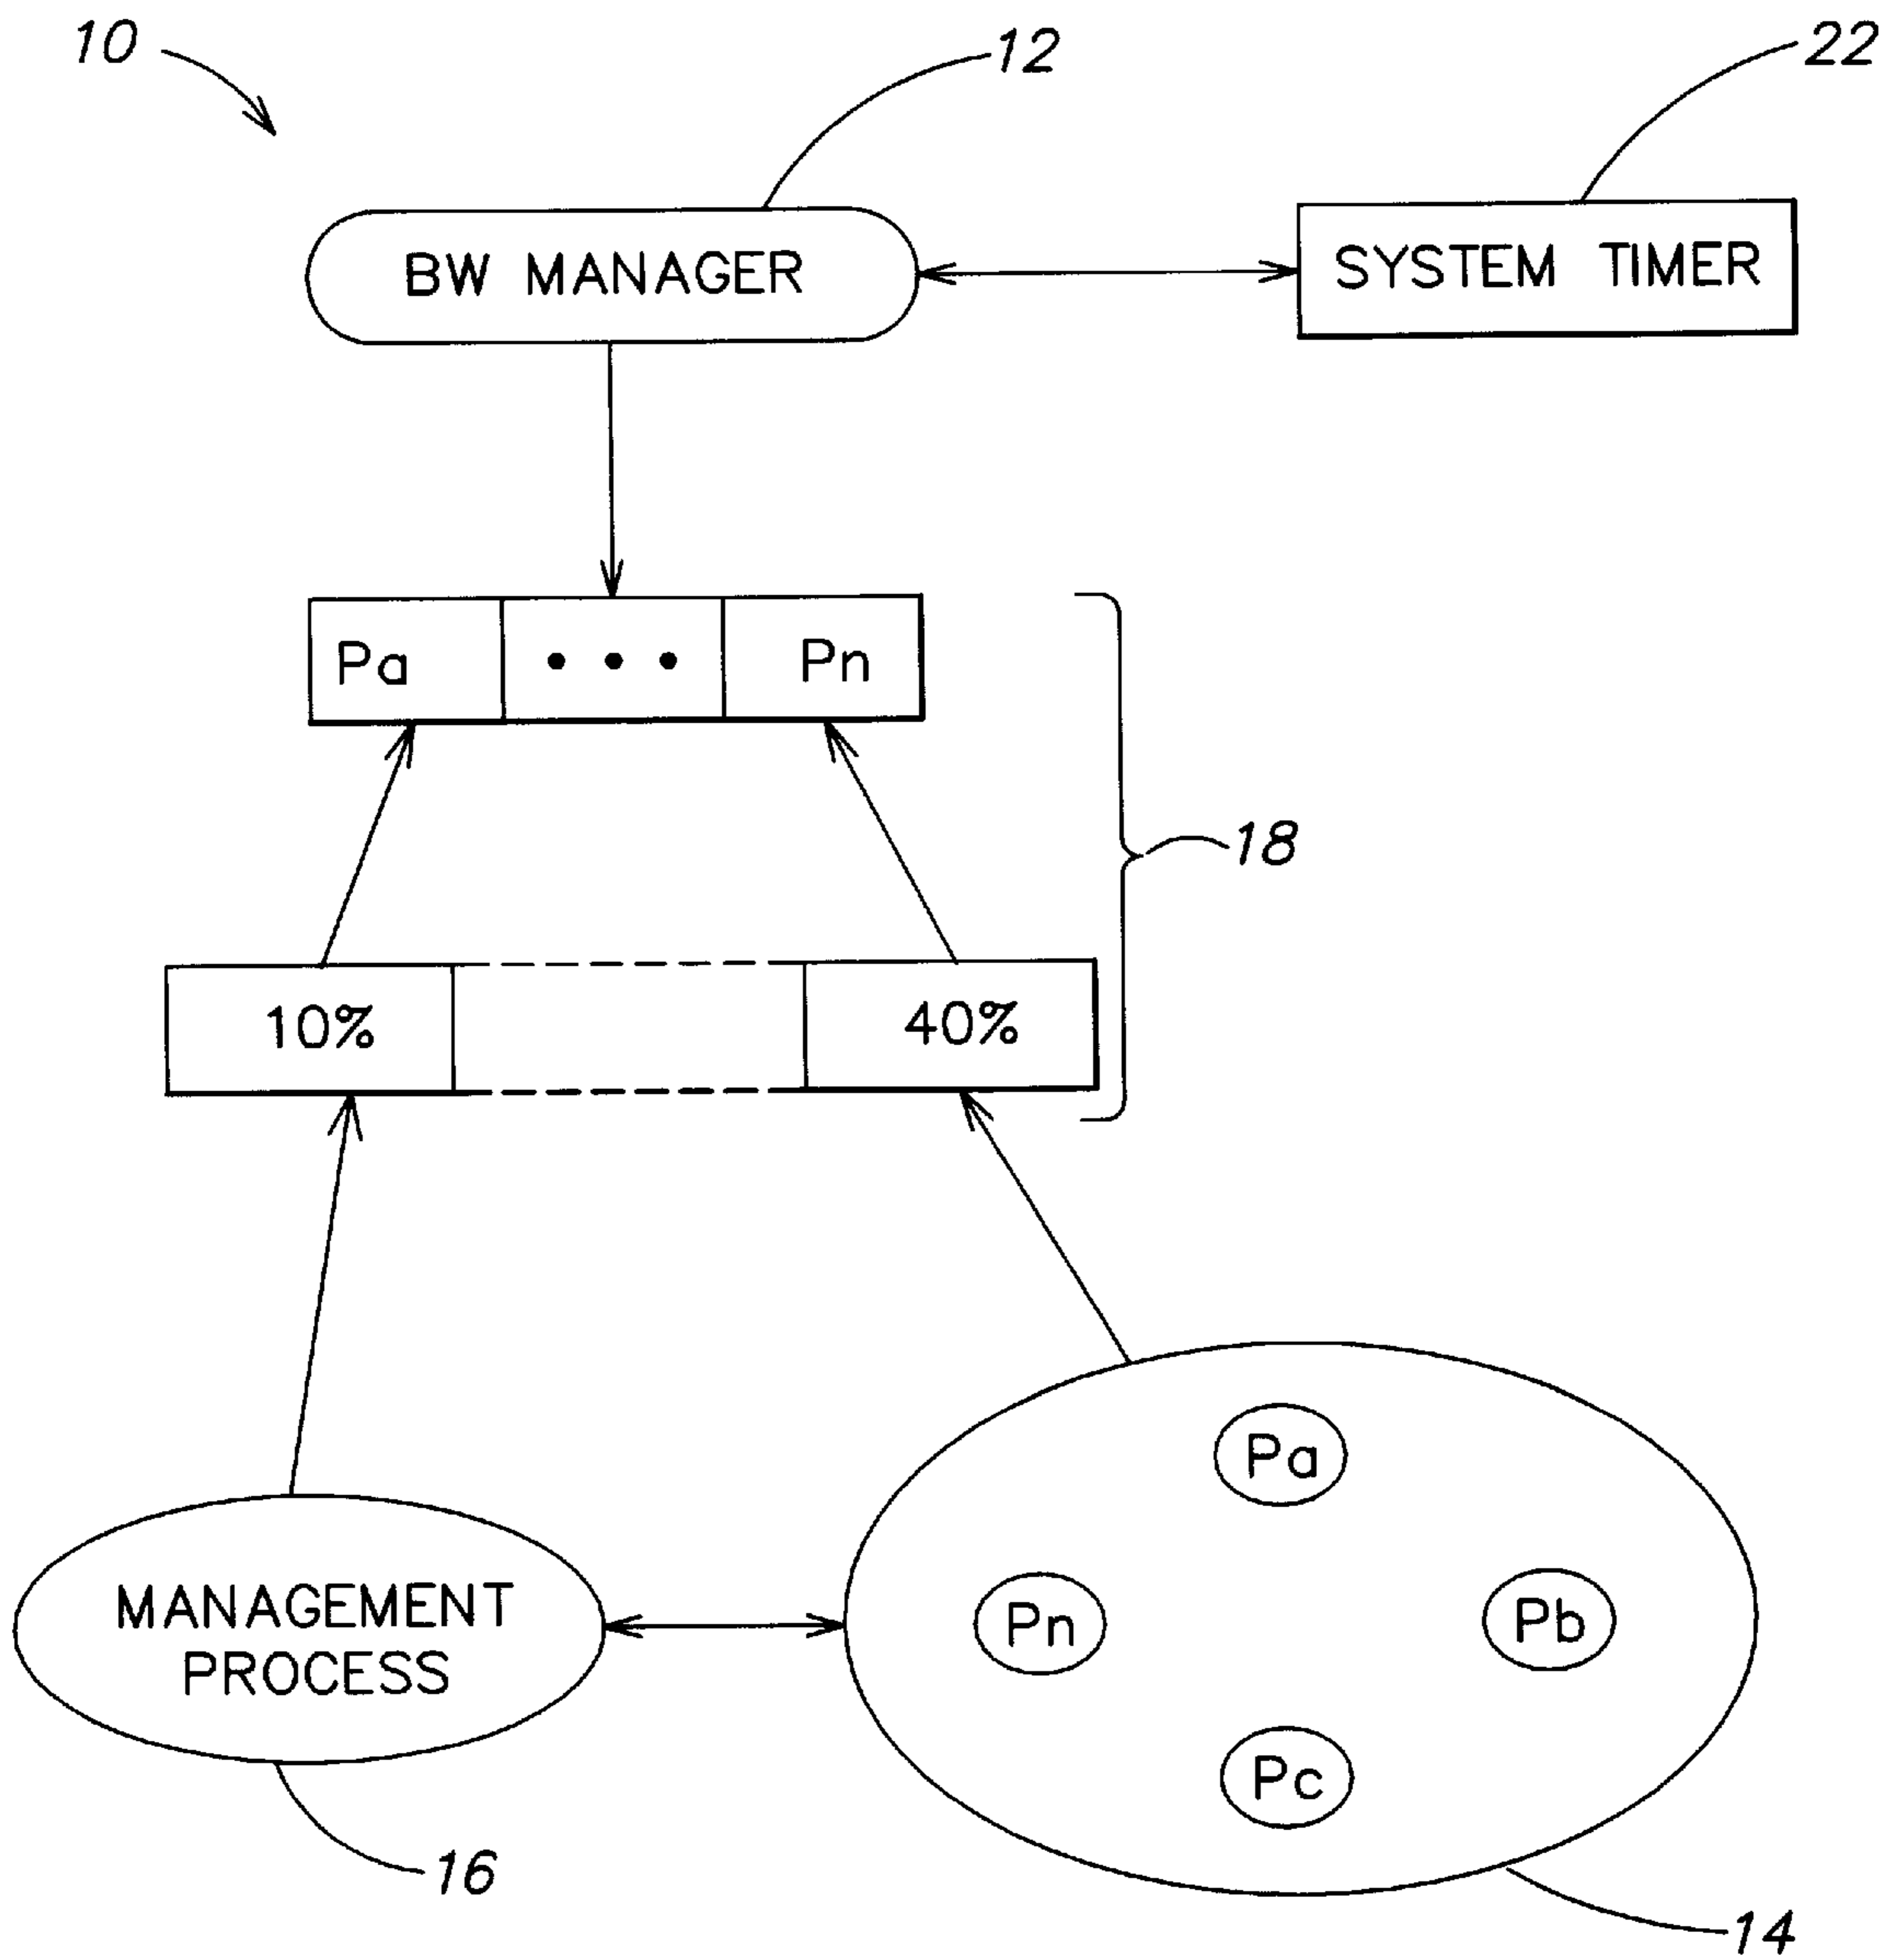 10
12
22
BW MANAGER
SYSTEM TIMER
Pa • • • Pn
18
10%
40%
Pa
Pn
Pb
Pc
MANAGEMENT
PROCESS
16
14